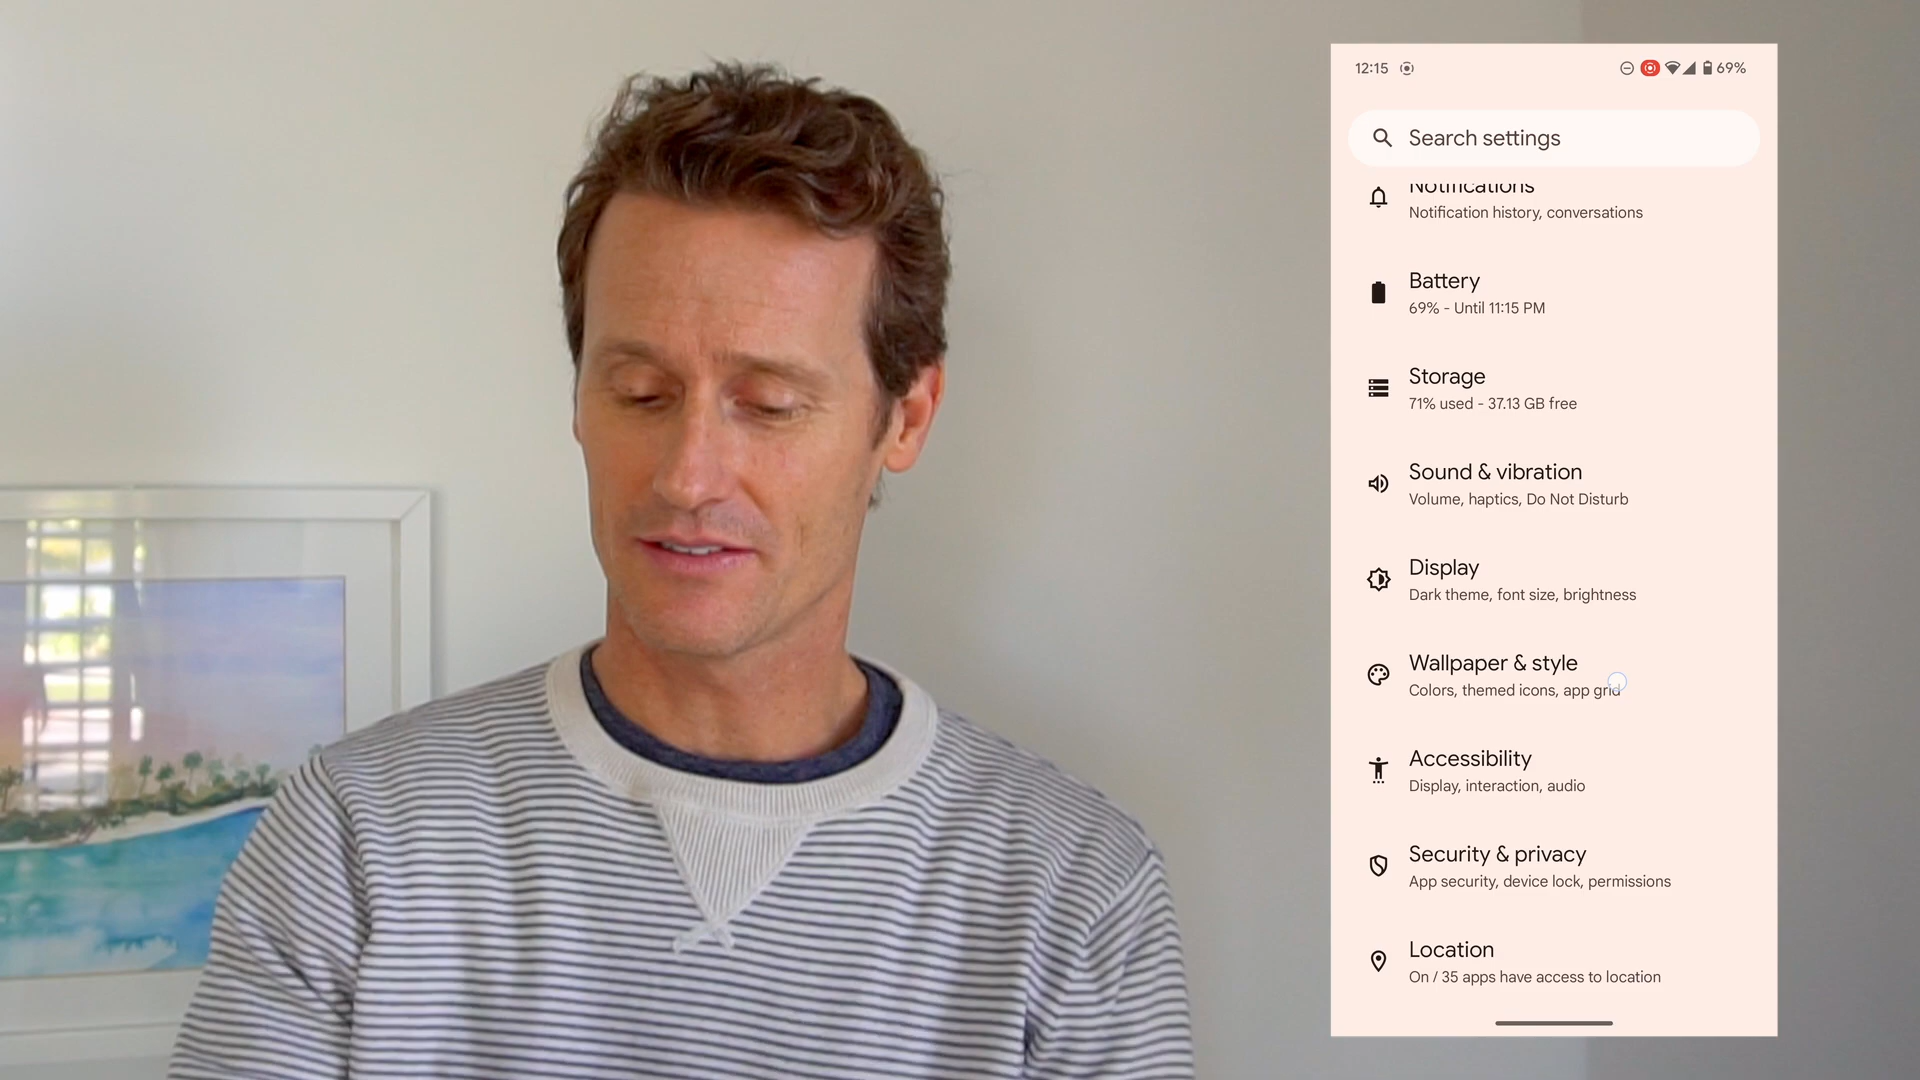 12:15
69%
Search settings
Notifications
Notification history, conversations
Battery
69% - Until 11:15 PM
Storage
71% used - 37.13 GB free
Sound & vibration
Volume, haptics, Do Not Disturb
Display
Dark theme, font size, brightness
Wallpaper & style
Colors, themed icons, app grid
Accessibility
Display, interaction, audio
Security & privacy
App security, device lock, permissions
Location
On / 35 apps have access to location